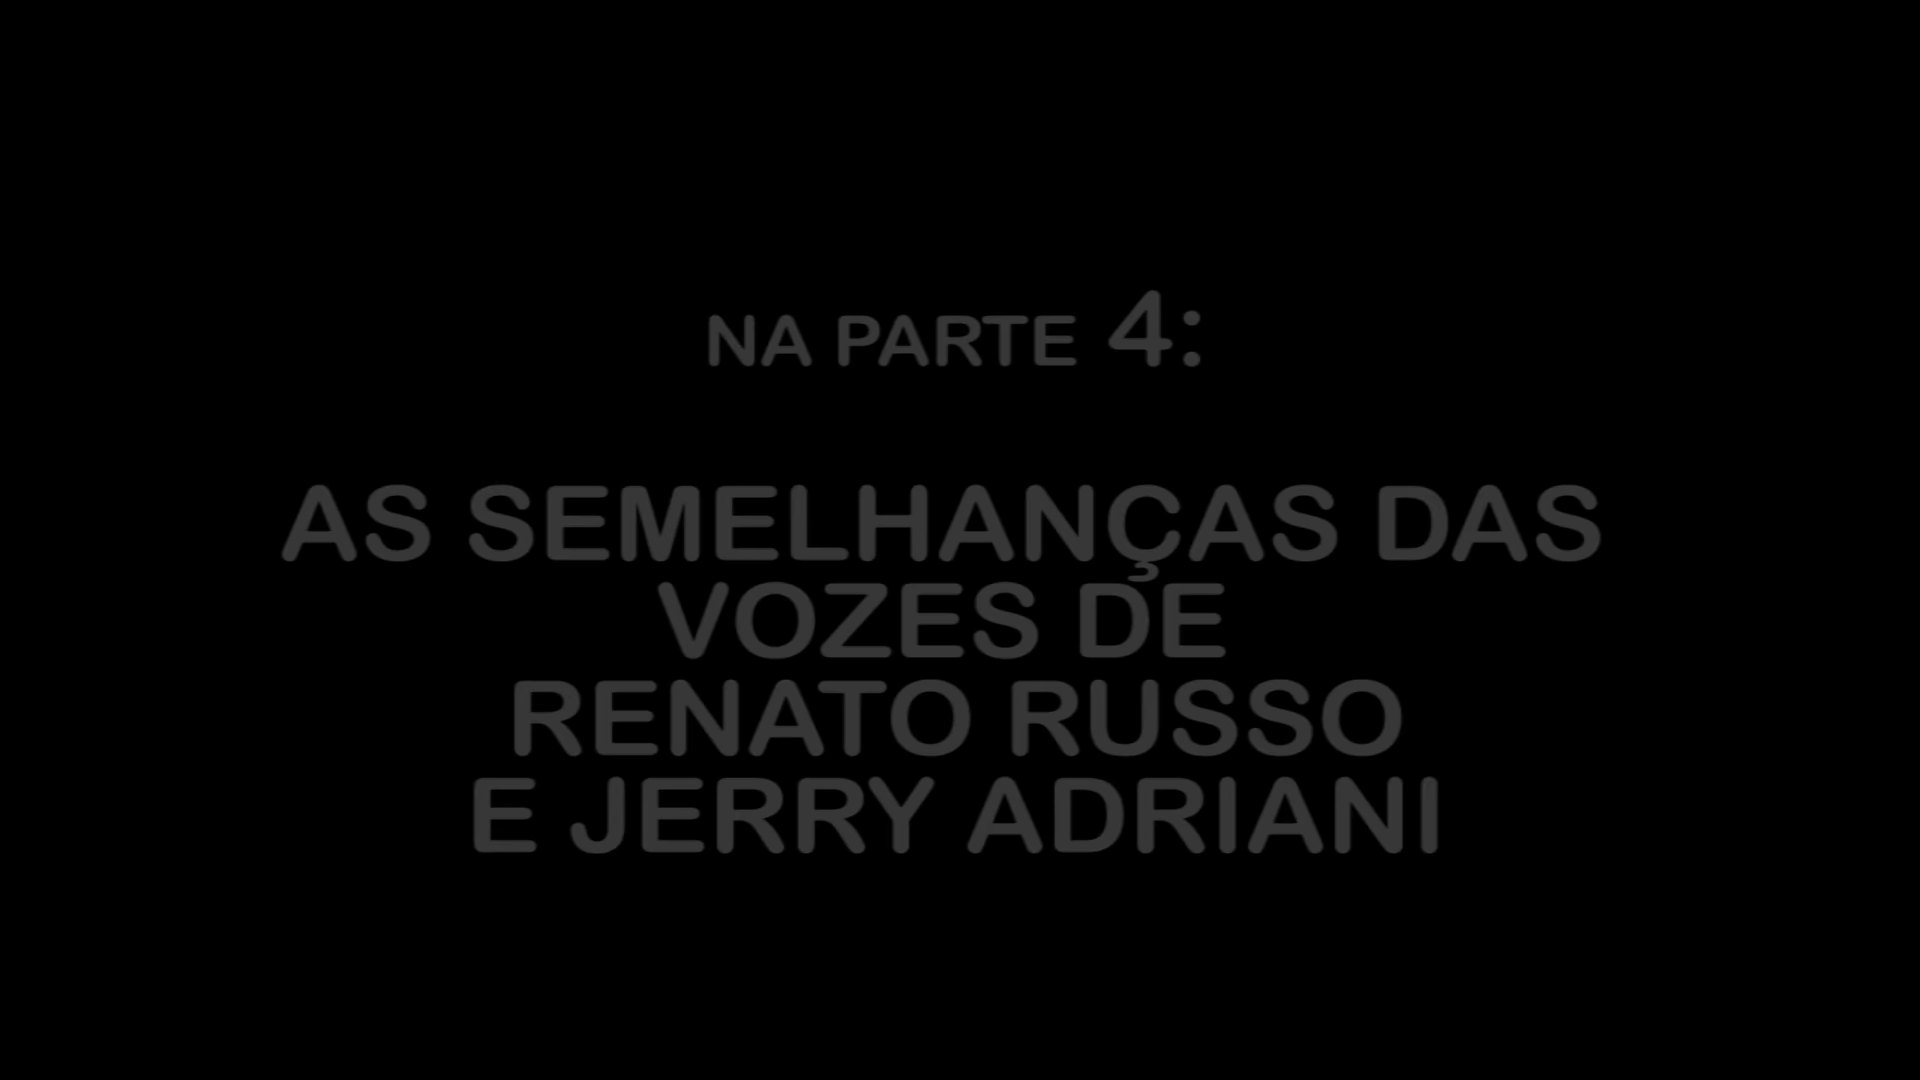 NA PARTE 4:
AS SEMELHANÇAS DAS
VOZES DE
RENATO RUSSO
E JERRY ADRIANI